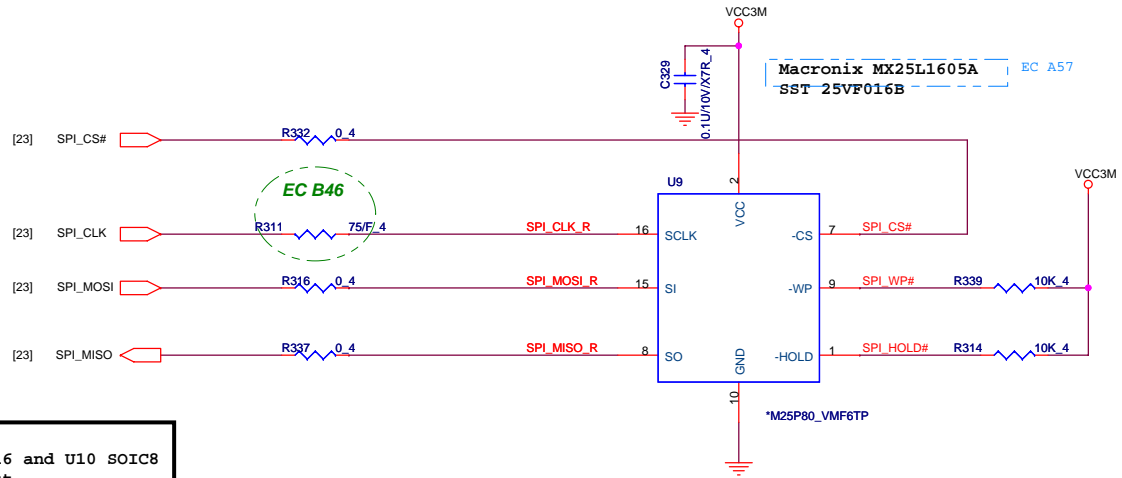 VCC3M
C329
0.1U/10V/X7R_4
Macronix MX25L1605A
SST 25VF016B
EC A57
[23] SPI_CS# R332 0_4
VCC3M
EC B46
U9
2
VCC
[23] SPI_CLK R311 75/F_4 SPI_CLK_R 16 SCLK -CS 7 SPI_CS#
[23] SPI_MOSI R316 0_4 SPI_MOSI_R 15 SI -WP 9 SPI_WP# R339 10K_4
[23] SPI_MISO R337 0_4 SPI_MISO_R 8 SO -HOLD 1 SPI_HOLD# R314 10K_4
GND
10
*M25P80_VMF6TP
6 and U10 SOIC8